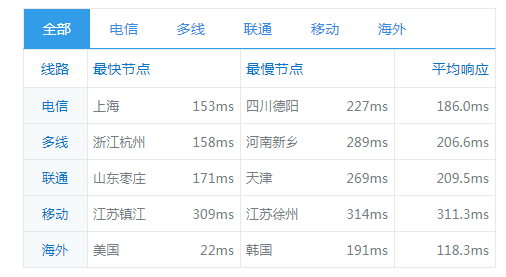 全部 电信 多线 联通 移动 海外
线路 最快节点 最慢节点 平均响应
电信 上海 153ms 四川德阳 227ms 186.0ms
多线 浙江杭州 158ms 河南新乡 289ms 206.6ms
联通 山东枣庄 171ms 天津 269ms 209.5ms
移动 江苏镇江 309ms 江苏徐州 314ms 311.3ms
海外 美国 22ms 韩国 191ms 118.3ms